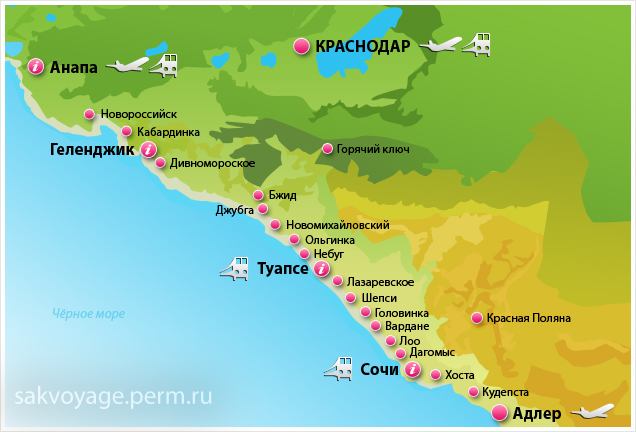 КРАСНОДАР
Анапа
Новороссийск
Кабардинка
Геленджик
Горячий ключ
Дивноморское
Бжид
Джубга
Новомихайловский
Ольгинка
Небуг
Туапсе
Лазаревское
Шепси
Головинка
Чёрное море
Красная Поляна
Вардане
Лоо
Дагомыс
Сочи
Хоста
Кудепста
sakvoyage.perm.ru
Адлер